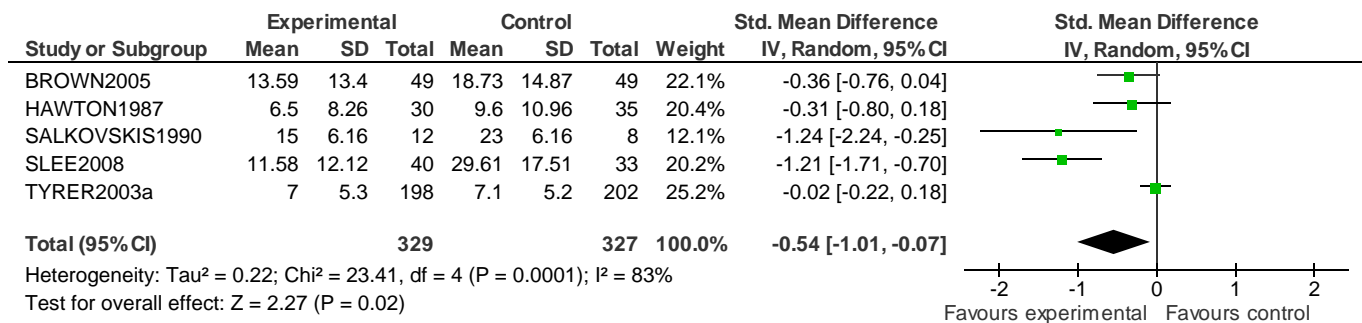 Experimental Control Std. Mean Difference Std. Mean Difference
Study or Subgroup Mean SD Total Mean SD Total Weight IV, Random, 95% CI IV, Random, 95% CI
BROWN2005 13.59 13.4 49 18.73 14.87 49 22.1% -0.36 [-0.76, 0.04]
HAWTON1987 6.5 8.26 30 9.6 10.96 35 20.4% -0.31 [-0.80, 0.18]
SALKOVSKIS1990 15 6.16 12 23 6.16 8 12.1% -1.24 [-2.24, -0.25]
SLEE2008 11.58 12.12 40 29.61 17.51 33 20.2% -1.21 [-1.71, -0.70]
TYRER2003a 7 5.3 198 7.1 5.2 202 25.2% -0.02 [-0.22, 0.18]
Total (95% CI) 329 327 100.0% -0.54 [-1.01, -0.07]
Heterogeneity: Tau² = 0.22; Chi² = 23.41, df = 4 (P = 0.0001); I² = 83%
Test for overall effect: Z = 2.27 (P = 0.02)
-2 -1 0 1 2
Favours experimental Favours control